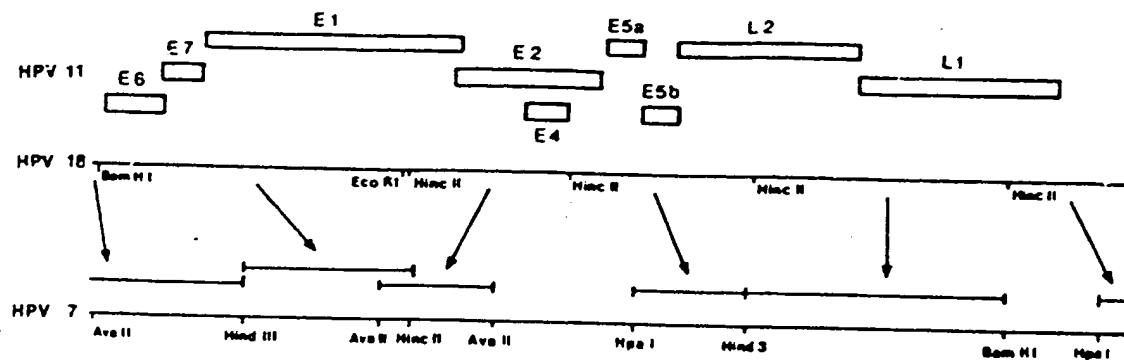 E1
E5a
L2
E7
E2
L1
HPV 11
E6
E5b
E4
HPV 18
Bam H I
Eco RI
Hinc II
Hinc II
Hinc II
Hinc II
HPV 7
Ava II
Hind III
Ava II
Hinc II
Ava II
Hpa I
Hind 3
Bam H I
Hpa I